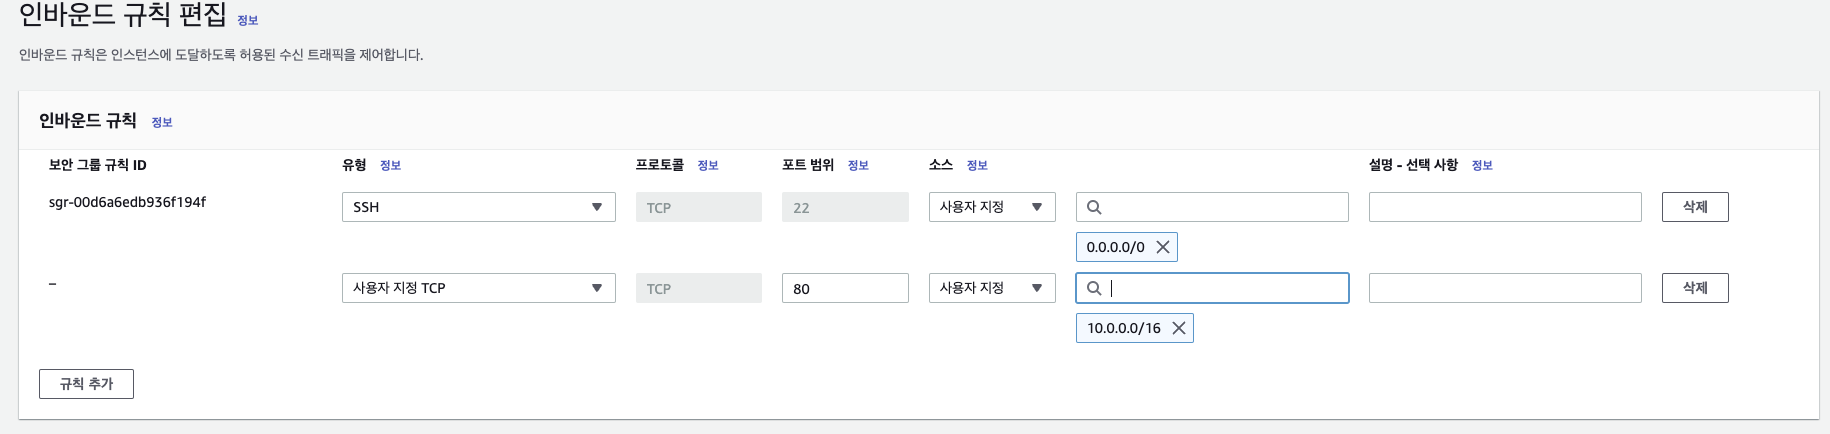 인바운드 규칙 편집 정보
인바운드 규칙은 인스턴스에 도달하도록 허용된 수신 트래픽을 제어합니다.
인바운드 규칙 정보
보안 그룹 규칙 ID 유형 정보 프로토콜 정보 포트 범위 정보 소스 정보 설명 - 선택 사항 정보
sgr-00d6a6edb936f194f SSH TCP 22 사용자 지정 삭제
0.0.0.0/0
– 사용자 지정 TCP TCP 80 사용자 지정 삭제
10.0.0.0/16
규칙 추가